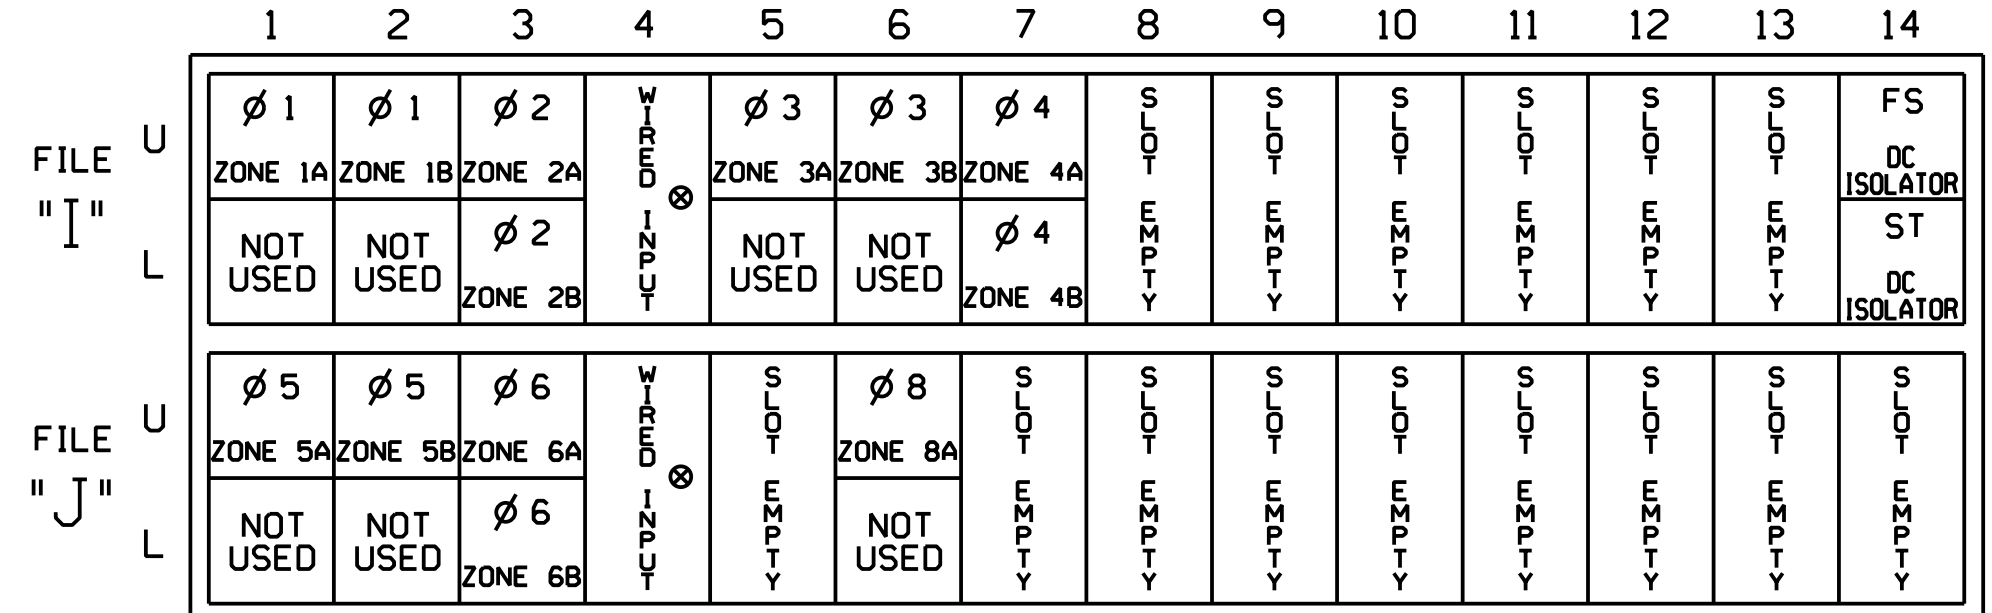 1 2 3 4 5 6 7 8 9 10 11 12 13 14
FILE "I"
U
L
Ø 1
ZONE 1A
NOT USED
Ø 1
ZONE 1B
NOT USED
Ø 2
ZONE 2A
Ø 2
ZONE 2B
WIRED INPUT
Ø 3
ZONE 3A
NOT USED
Ø 3
ZONE 3B
NOT USED
Ø 4
ZONE 4A
Ø 4
ZONE 4B
SLOT EMPTY
SLOT EMPTY
SLOT EMPTY
SLOT EMPTY
SLOT EMPTY
SLOT EMPTY
FS
DC
ISOLATOR
ST
DC
ISOLATOR
FILE "J"
U
L
Ø 5
ZONE 5A
NOT USED
Ø 5
ZONE 5B
NOT USED
Ø 6
ZONE 6A
Ø 6
ZONE 6B
WIRED INPUT
SLOT EMPTY
Ø 8
ZONE 8A
NOT USED
SLOT EMPTY
SLOT EMPTY
SLOT EMPTY
SLOT EMPTY
SLOT EMPTY
SLOT EMPTY
SLOT EMPTY
SLOT EMPTY